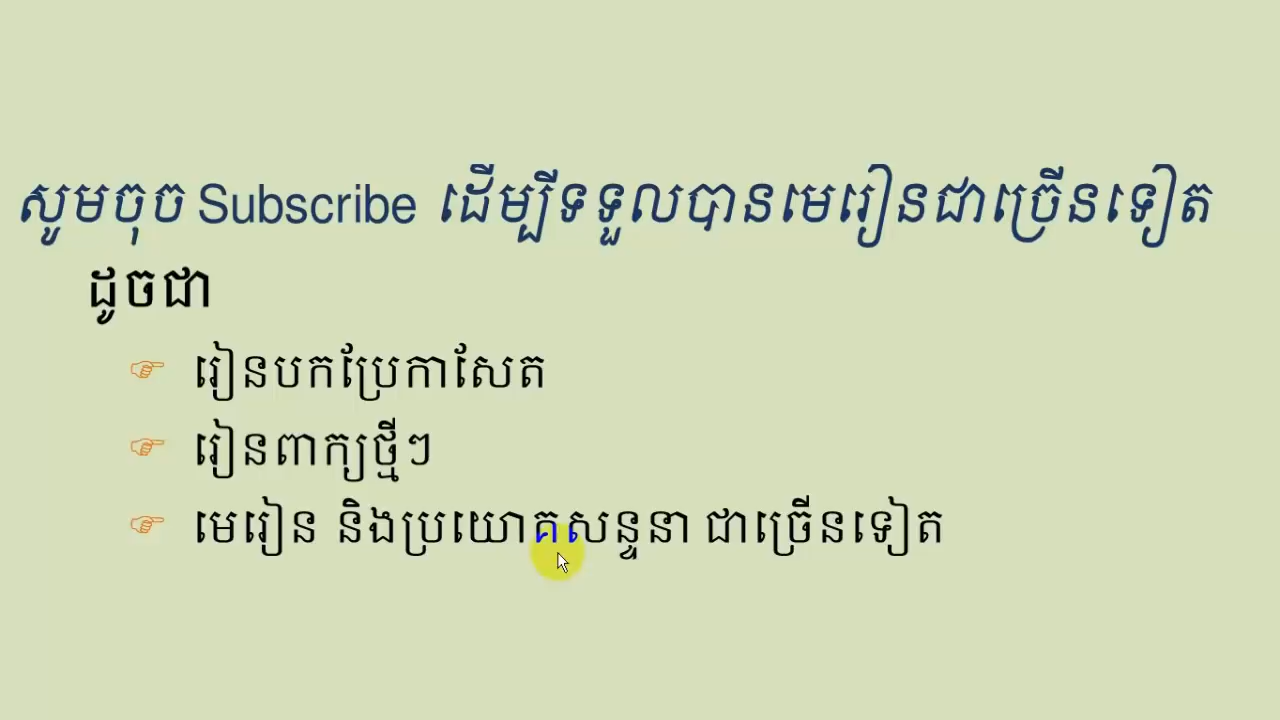 សូមចុច Subscribe ដើម្បីទទួលបានមេរៀនជាច្រើនទៀត
ដូចជា
រៀនបកប្រែកាសែត
រៀនពាក្យថ្មីៗ
មេរៀន និងប្រយោគសន្ទនា ជាច្រើនទៀត